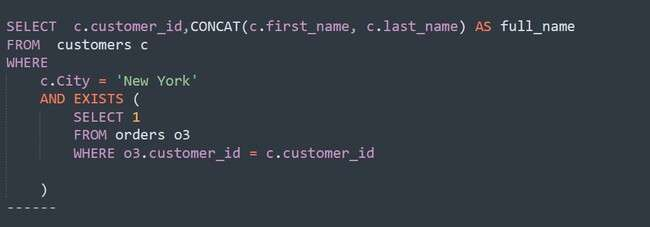 SELECT  c.customer_id,CONCAT(c.first_name, c.last_name) AS full_name
FROM  customers c
WHERE
    c.City = 'New York'
    AND EXISTS (
        SELECT 1
        FROM orders o3
        WHERE o3.customer_id = c.customer_id
    )
------